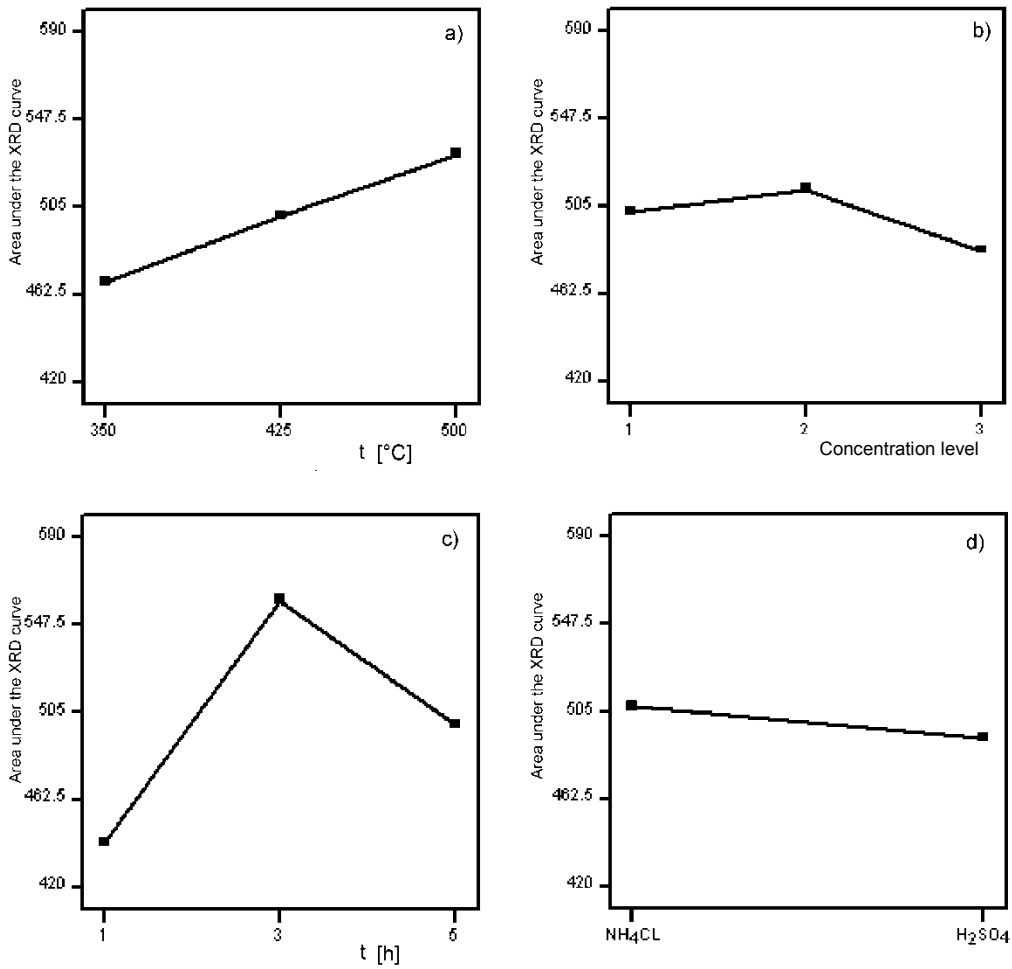 a)
Area under the XRD curve
590
547.5
505
462.5
420
350 425 500
t [°C]
b)
Area under the XRD curve
590
547.5
505
462.5
420
1 2 3
Concentration level
c)
Area under the XRD curve
590
547.5
505
462.5
420
1 3 5
t [h]
d)
Area under the XRD curve
590
547.5
505
462.5
420
NH4CL H2SO4